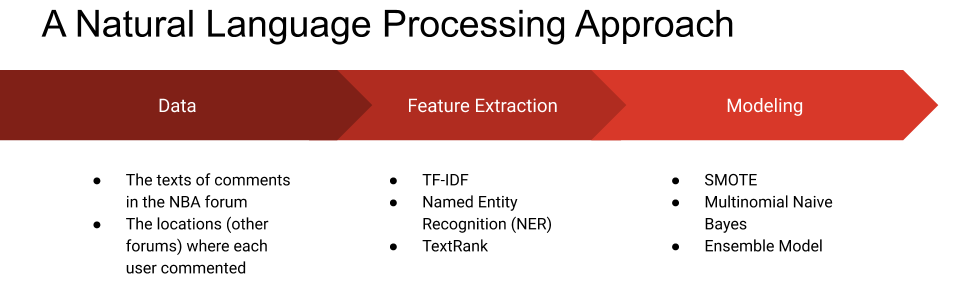 A Natural Language Processing Approach
Data
Feature Extraction
Modeling
● The texts of comments
in the NBA forum
● The locations (other
forums) where each
user commented
● TF-IDF
● Named Entity
Recognition (NER)
● TextRank
● SMOTE
● Multinomial Naive
Bayes
● Ensemble Model